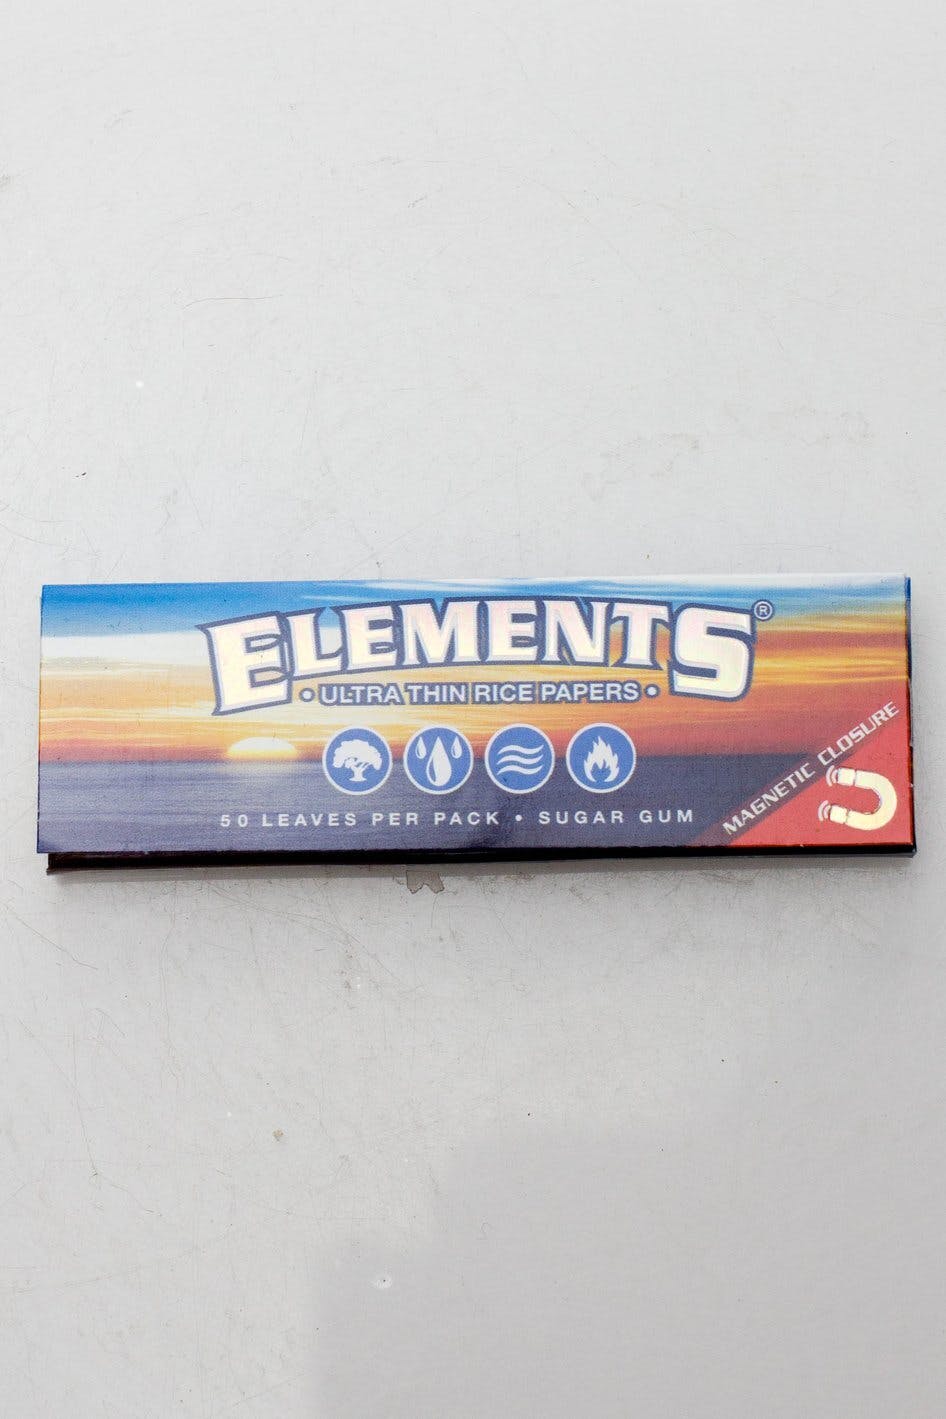 ELEMENTS®
• ULTRA THIN RICE PAPERS •
50 LEAVES PER PACK • SUGAR GUM
MAGNETIC CLOSURE